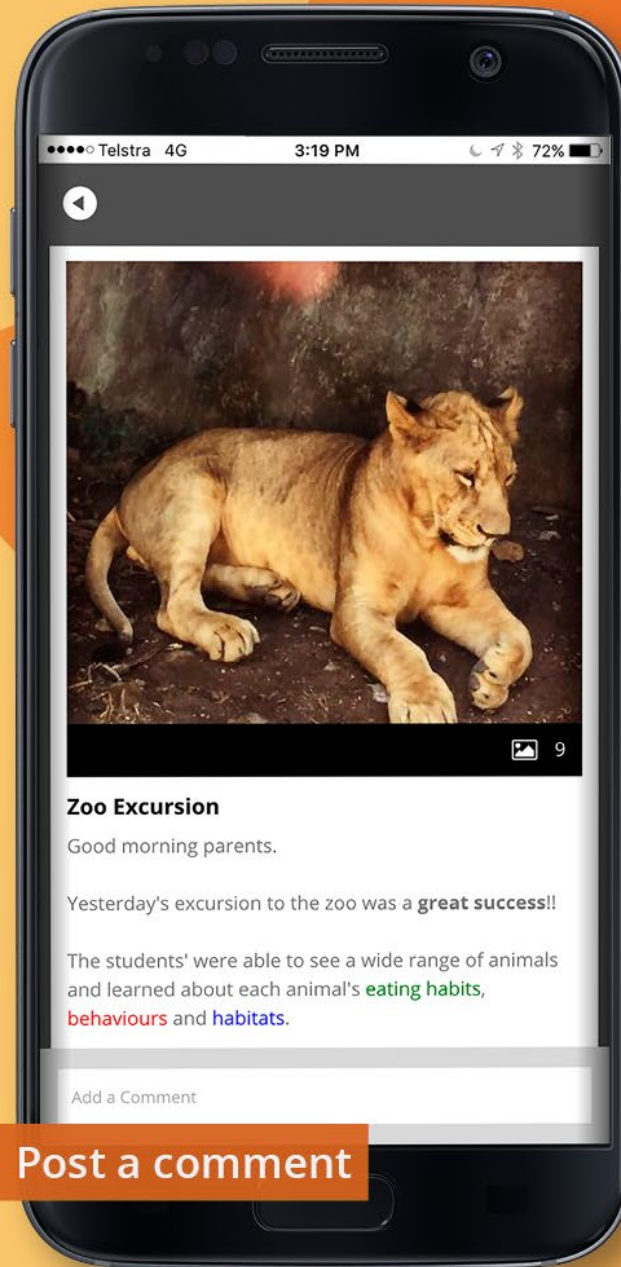 Telstra 4G 3:19 PM 72%
9
Zoo Excursion
Good morning parents.
Yesterday's excursion to the zoo was a great success!!
The students' were able to see a wide range of animals
and learned about each animal's eating habits,
behaviours and habitats.
Add a Comment
Post a comment